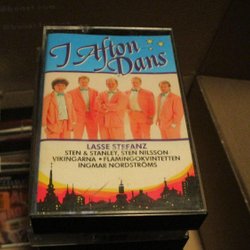 I Afton
Dans
LASSE STEFANZ
STEN & STANLEY, STEN NILSSON
VIKINGARNA • FLAMINGOKVINTETTEN
INGMAR NORDSTRÖMS